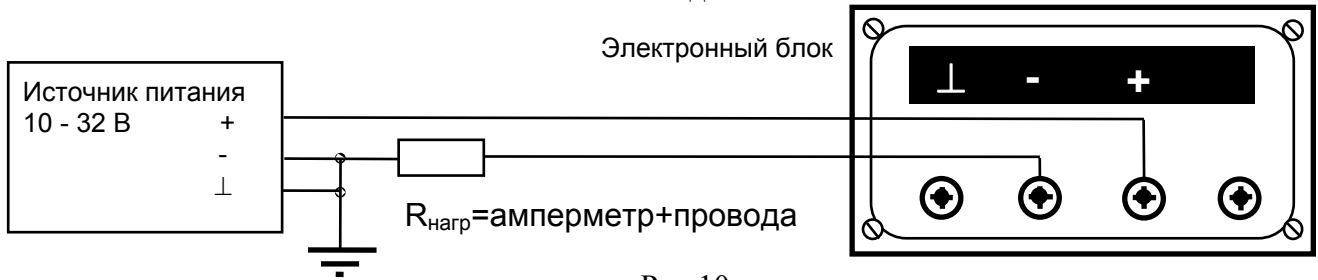 Электронный блок
Источник питания
10 - 32 В +
-
⊥
⊥ - +
Rнагр=амперметр+провода